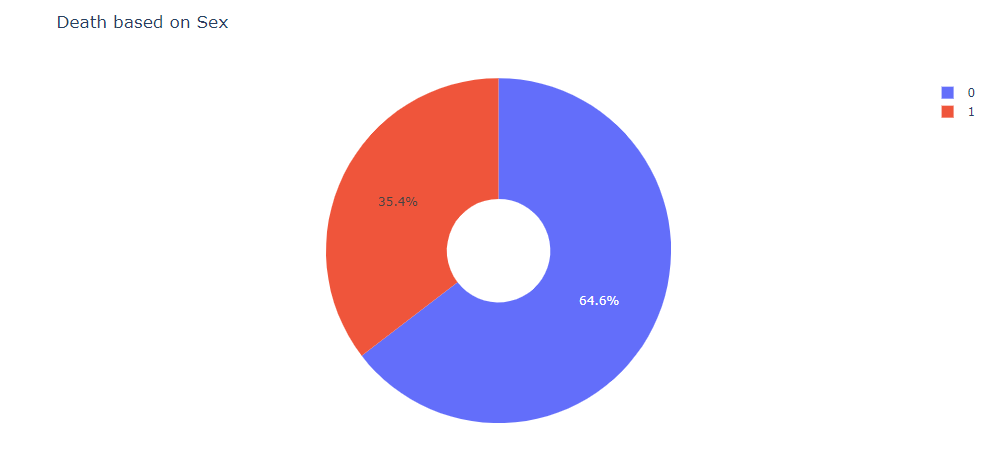 Death based on Sex
0
1
35.4%
64.6%